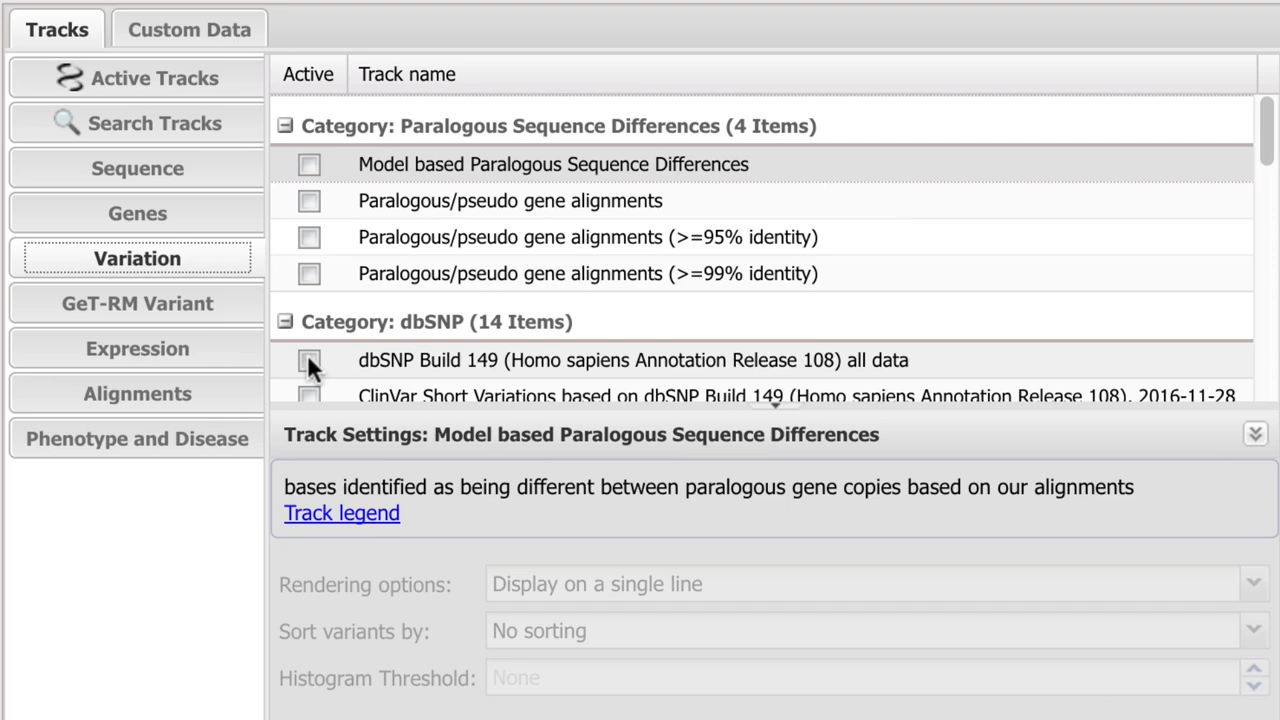 Tracks
Custom Data
Active Tracks
Search Tracks
Sequence
Genes
Variation
GeT-RM Variant
Expression
Alignments
Phenotype and Disease
Active
Track name
Category: Paralogous Sequence Differences (4 Items)
Model based Paralogous Sequence Differences
Paralogous/pseudo gene alignments
Paralogous/pseudo gene alignments (>=95% identity)
Paralogous/pseudo gene alignments (>=99% identity)
Category: dbSNP (14 Items)
dbSNP Build 149 (Homo sapiens Annotation Release 108) all data
ClinVar Short Variations based on dbSNP Build 149 (Homo sapiens Annotation Release 108), 2016-11-28
Track Settings: Model based Paralogous Sequence Differences
bases identified as being different between paralogous gene copies based on our alignments
Track legend
Rendering options:
Display on a single line
Sort variants by:
No sorting
Histogram Threshold:
None